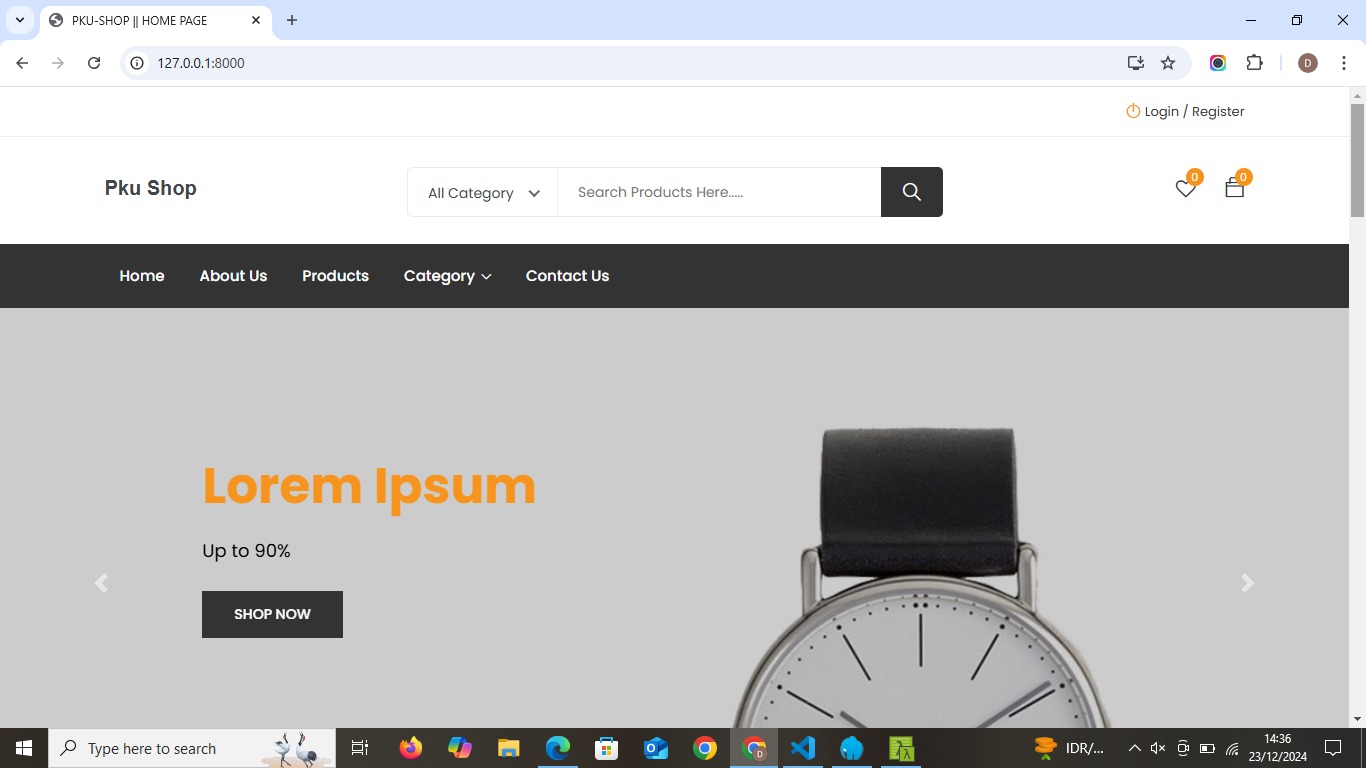 PKU-SHOP || HOME PAGE
127.0.0.1:8000
D
Login / Register
Pku Shop
All Category
Search Products Here.....
0
0
Home
About Us
Products
Category
Contact Us
Lorem Ipsum
Up to 90%
SHOP NOW
Type here to search
D
IDR/...
14:36
23/12/2024